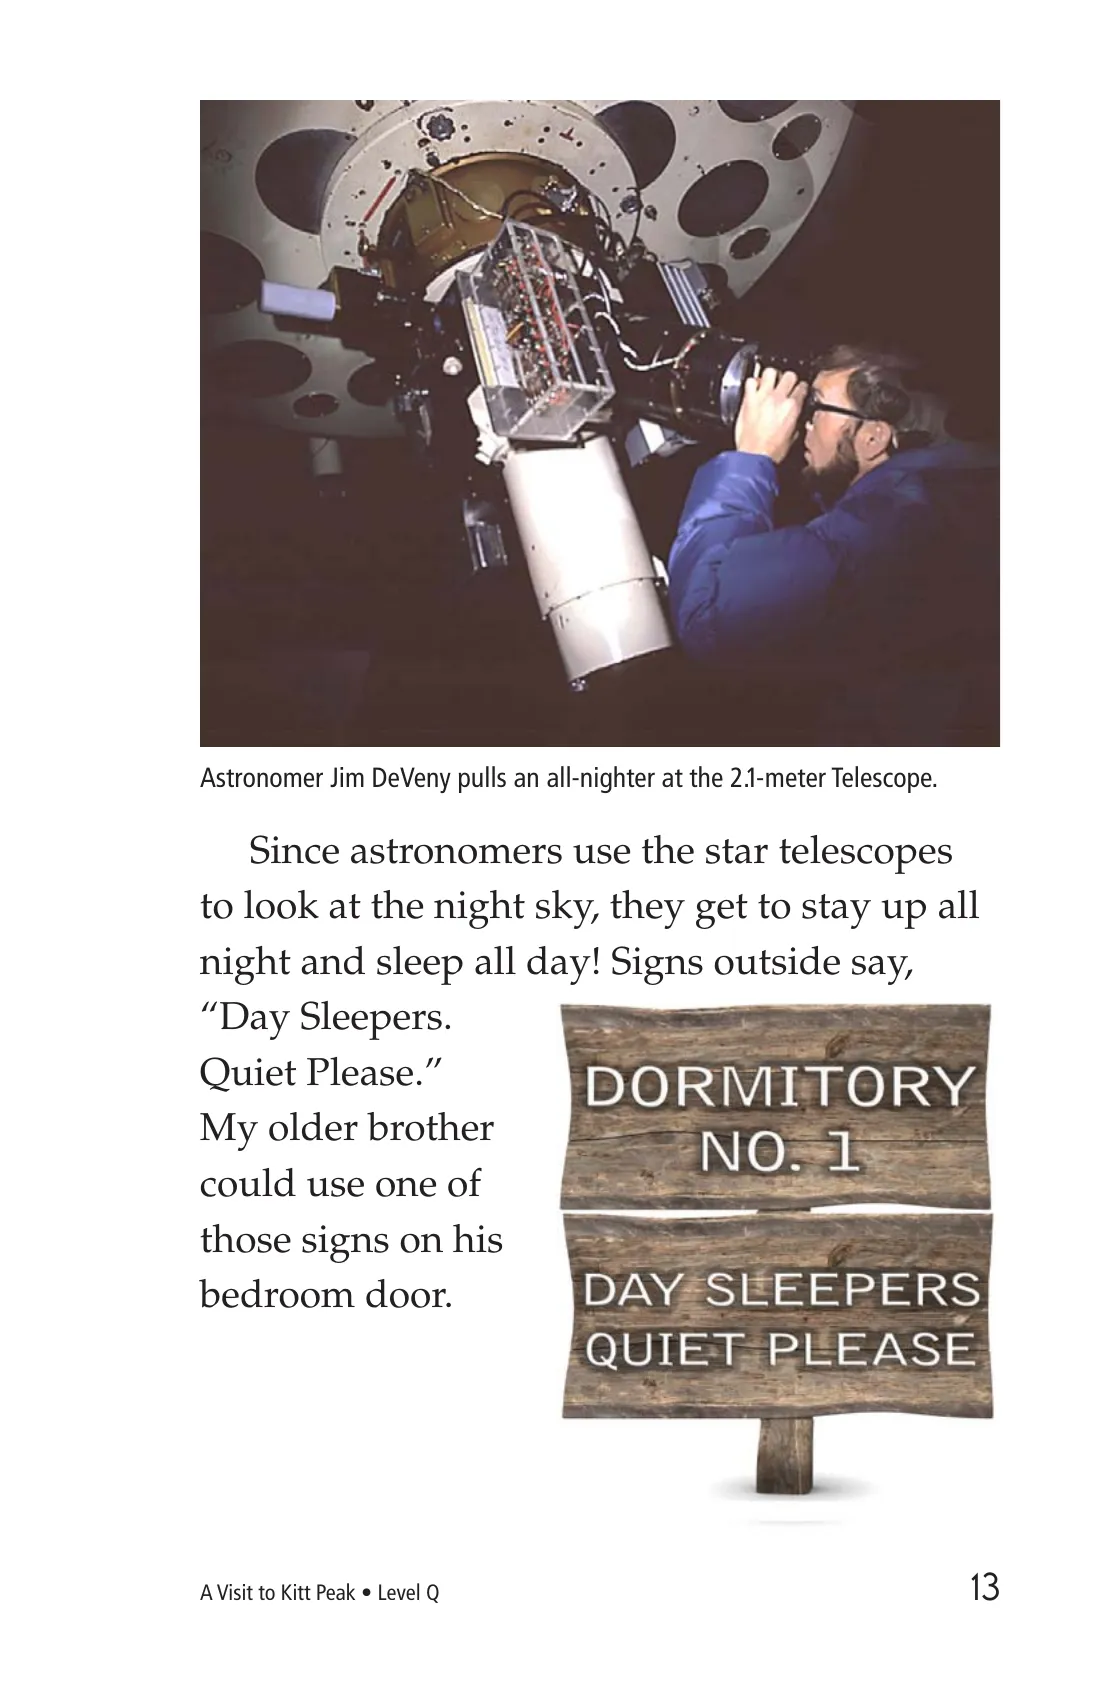 Astronomer Jim DeVeny pulls an all-nighter at the 2.1-meter Telescope.
Since astronomers use the star telescopes
to look at the night sky, they get to stay up all
night and sleep all day! Signs outside say,
“Day Sleepers.
Quiet Please.”
My older brother
could use one of
those signs on his
bedroom door.
DORMITORY
NO. 1
DAY SLEEPERS
QUIET PLEASE
A Visit to Kitt Peak • Level Q
13